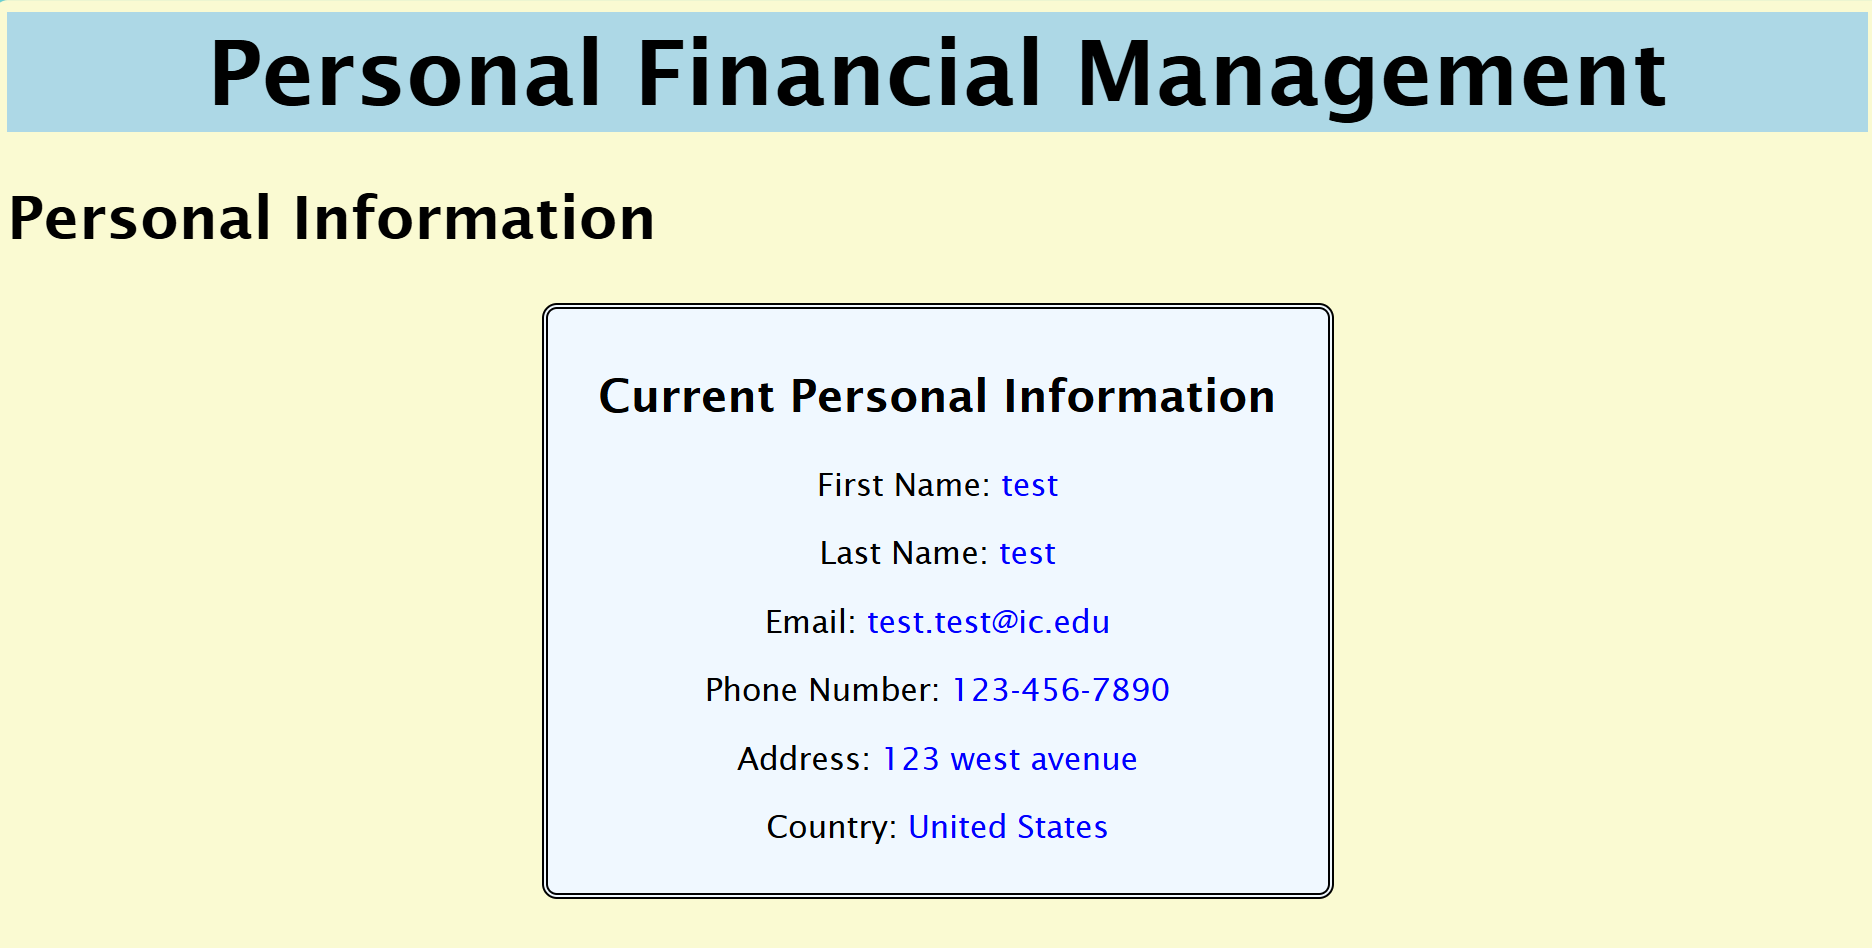 Personal Financial Management
Personal Information
Current Personal Information
First Name: test
Last Name: test
Email: test.test@ic.edu
Phone Number: 123-456-7890
Address: 123 west avenue
Country: United States